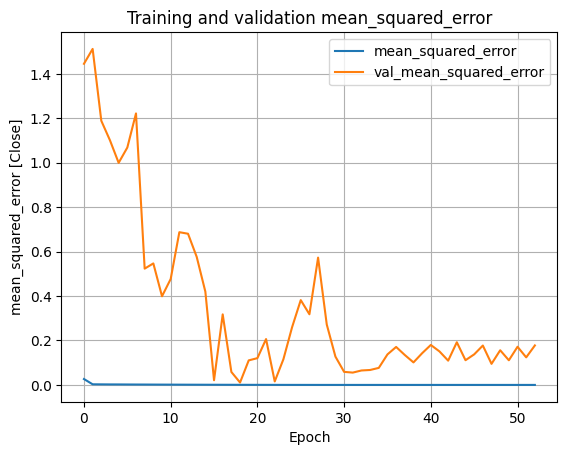 Training and validation mean_squared_error
mean_squared_error
val_mean_squared_error
mean_squared_error [Close]
1.4
1.2
1.0
0.8
0.6
0.4
0.2
0.0
0 10 20 30 40 50
Epoch